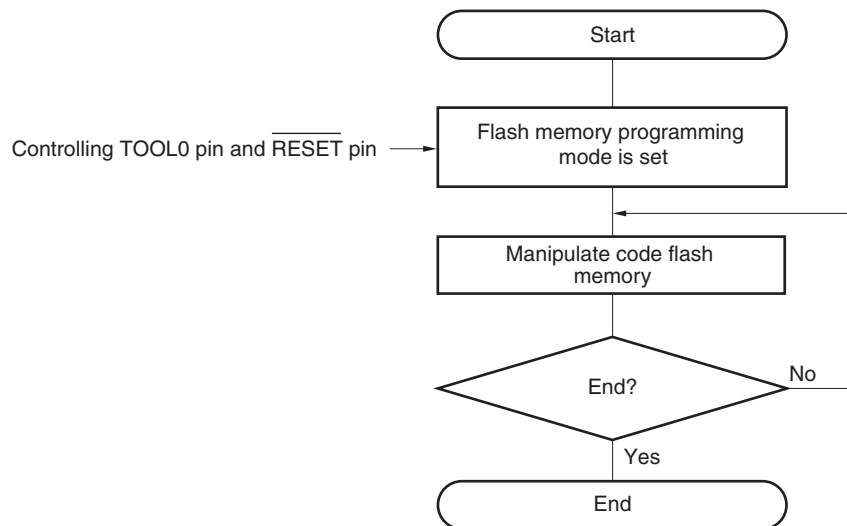 Start
Controlling TOOL0 pin and RESET pin
Flash memory programming
mode is set
Manipulate code flash
memory
End?
No
Yes
End